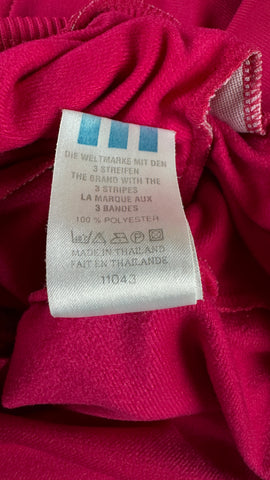 DIE WELTMARKE MIT DEN
3 STREIFEN
THE BRAND WITH THE
3 STRIPES
LA MARQUE AUX
3 BANDES
100 % POLYESTER
MADE IN THAILAND
FAIT EN THAILANDE
11043